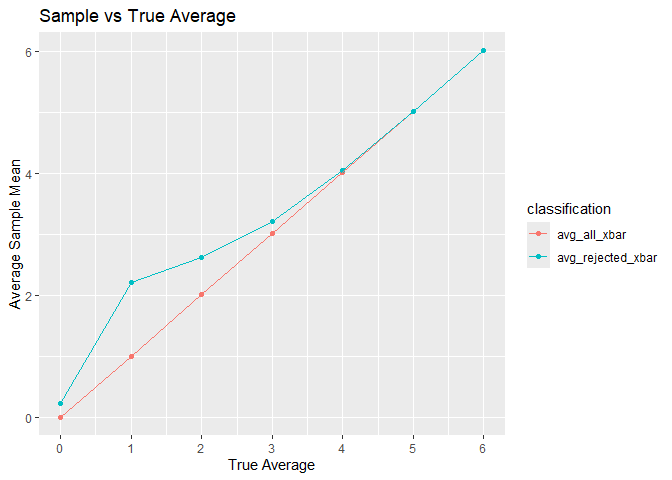 Sample vs True Average
6
4
2
0
Average Sample Mean
0 1 2 3 4 5 6
True Average
classification
avg_all_xbar
avg_rejected_xbar